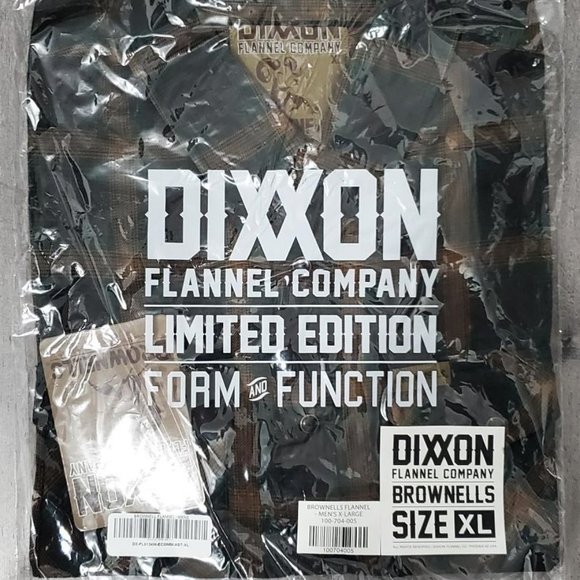 DIXXON
FLANNEL COMPANY
DIXXON
FLANNEL COMPANY
LIMITED EDITION
FORM AND FUNCTION
BROWNELLS FLANNEL
- MEN'S X-LARGE
100-704-005
100704005
DIXXON
FLANNEL COMPANY
BROWNELLS
SIZE XL